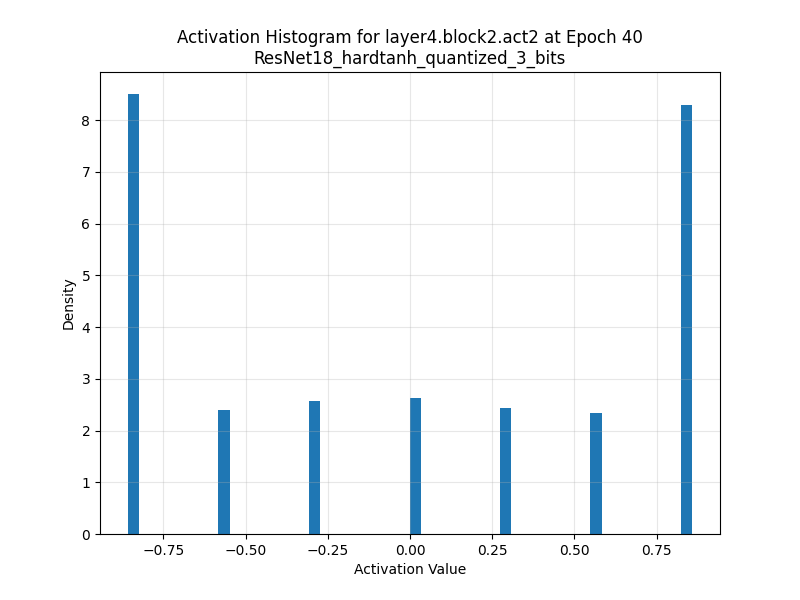 Activation Histogram for layer4.block2.act2 at Epoch 40
ResNet18_hardtanh_quantized_3_bits
Density
8
7
6
5
4
3
2
1
0
−0.75 −0.50 −0.25 0.00 0.25 0.50 0.75
Activation Value